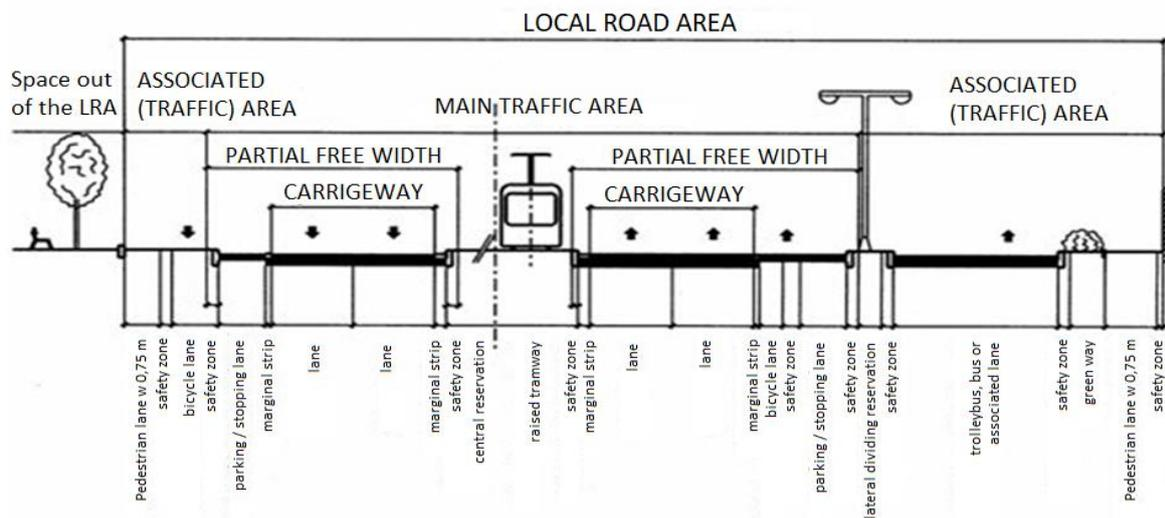 LOCAL ROAD AREA
Space out
of the LRA
ASSOCIATED
(TRAFFIC) AREA
MAIN TRAFFIC AREA
ASSOCIATED
(TRAFFIC) AREA
PARTIAL FREE WIDTH
PARTIAL FREE WIDTH
CARRIGEWAY
CARRIGEWAY
Pedestrian lane w 0,75 m
safety zone
bicycle lane
safety zone
parking / stopping lane
marginal strip
lane
lane
marginal strip
safety zone
central reservation
raised tramway
safety zone
marginal strip
lane
lane
marginal strip
bicycle lane
safety zone
parking / stopping lane
safety zone
lateral dividing reservation
safety zone
trolleybus, bus or
associated lane
safety zone
green way
Pedestrian lane w 0,75 m
safety zone